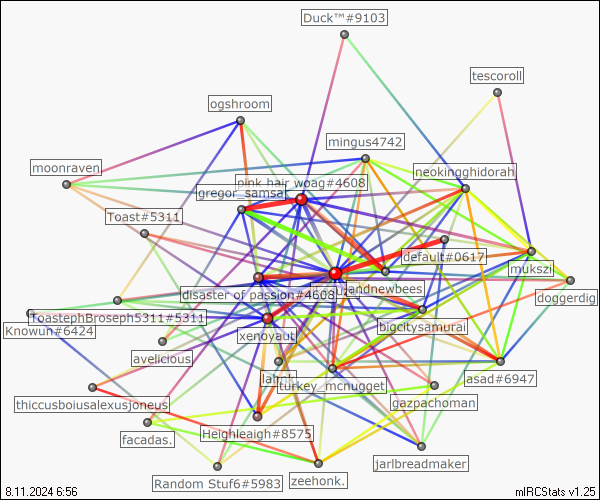 Duck™#9103
tescoroll
ogshroom
mingus4742
moonraven
neokingghidorah
pink hair woag#4608
gregor_samsa
Toast#5311
default#0617
mukszi
disaster of passion#4608
landnewbees
doggerdig
ToastephBroseph5311#5311
Knowun#6424
bigcitysamurai
xenoyaut
avelicious.
asad#6947
turkey_mcnugget
thiccusboiusalexusjoneus
gazpachoman
facadas.
Heighleaigh#8575
jarlbreadmaker
zeehonk.
Random Stuf6#5983
8.11.2024 6:56
mIRCStats v1.25